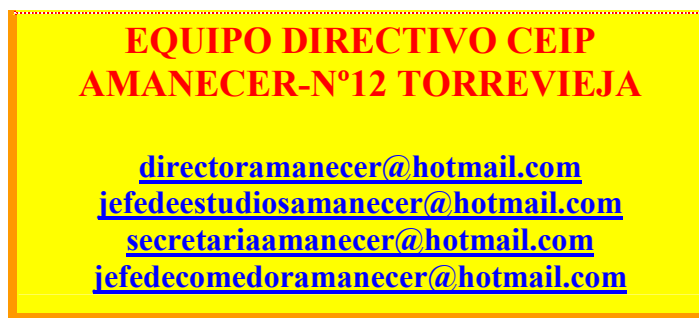 EQUIPO DIRECTIVO CEIP
AMANECER-Nº12 TORREVIEJA
directoramanecer@hotmail.com
jefedeestudiosamanecer@hotmail.com
secretariaamanecer@hotmail.com
jefedecomedoramanecer@hotmail.com